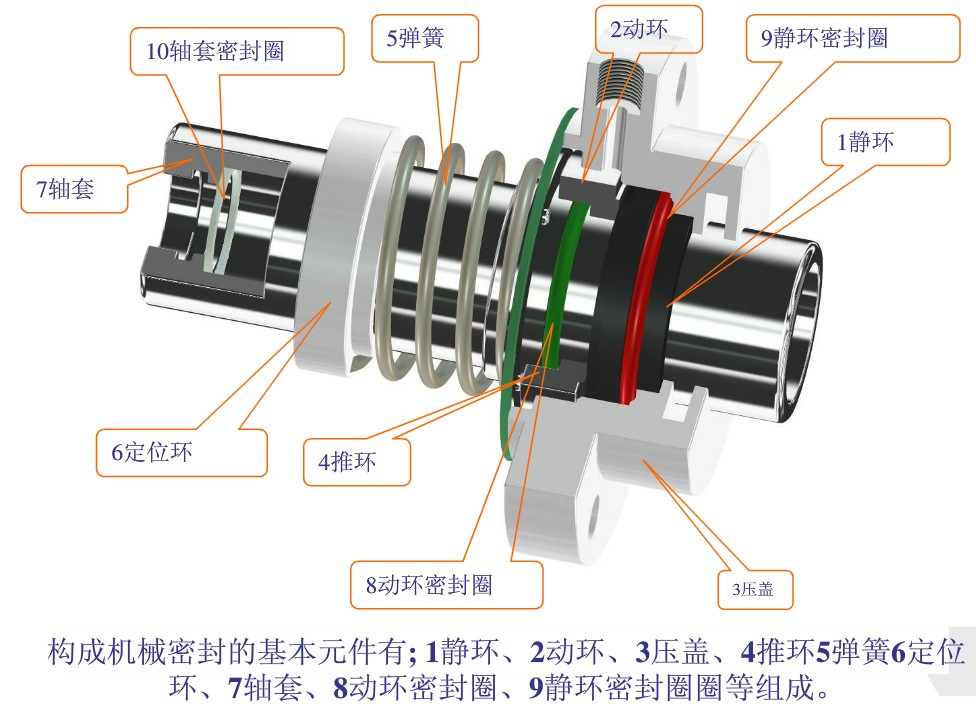 5弹簧
2动环
10轴套密封圈
9静环密封圈
1静环
7轴套
6定位环
4推环
8动环密封圈
3压盖
构成机械密封的基本元件有;1静环、2动环、3压盖、4推环5弹簧6定位
环、7轴套、8动环密封圈、9静环密封圈圈等组成。